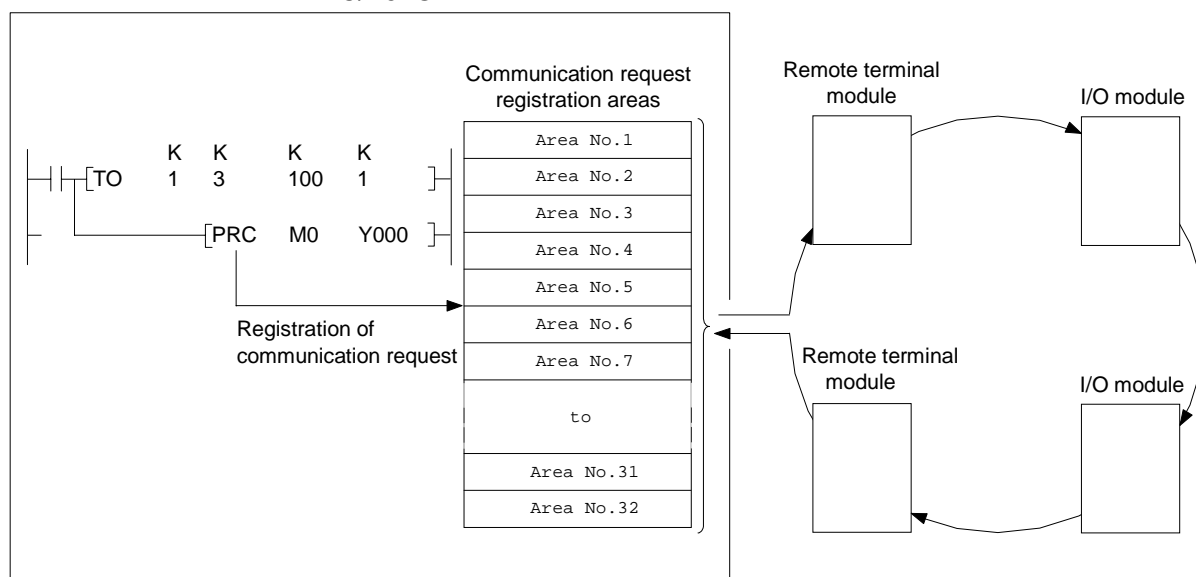 Communication request
registration areas
Area No.1
Area No.2
Area No.3
Area No.4
Area No.5
Area No.6
Area No.7
to
Area No.31
Area No.32
K K K K
TO 1 3 100 1
PRC M0 Y000
Registration of
communication request
Remote terminal
module
I/O module
Remote terminal
module
I/O module